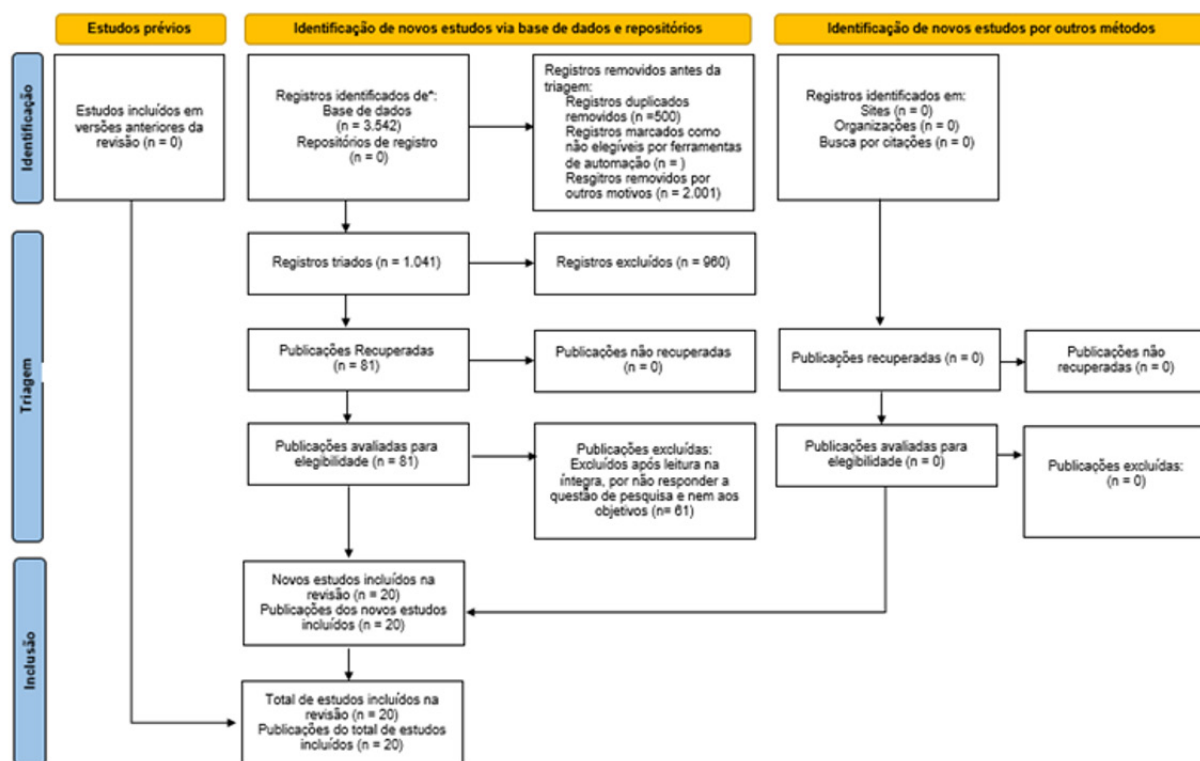 Estudos prévios
Identificação de novos estudos via base de dados e repositórios
Identificação de novos estudos por outros métodos
Identificação
Estudos incluídos em
versões anteriores da
revisão (n = 0)
Registros identificados de*:
Base de dados
(n = 3.542)
Repositórios de registro
(n = 0)
Registros removidos antes da
triagem:
Registros duplicados
removidos (n =500)
Registros marcados como
não elegíveis por ferramentas
de automação (n = )
Resgitros removidos por
outros motivos (n = 2.001)
Registros identificados em:
Sites (n = 0)
Organizações (n = 0)
Busca por citações (n = 0)
Triagem
Registros triados (n = 1.041)
Registros excluídos (n = 960)
Publicações Recuperadas
(n = 81)
Publicações não recuperadas
(n = 0)
Publicações recuperadas (n = 0)
Publicações não
recuperadas (n = 0)
Publicações avaliadas para
elegibilidade (n = 81)
Publicações excluídas:
Excluídos após leitura na
íntegra, por não responder a
questão de pesquisa e nem aos
objetivos (n= 61)
Publicações avaliadas para
elegibilidade (n = 0)
Publicações excluídas:
(n = 0)
Inclusão
Novos estudos incluídos na
revisão (n = 20)
Publicações dos novos estudos
incluídos (n = 20)
Total de estudos incluídos na
revisão (n = 20)
Publicações do total de estudos
incluídos (n = 20)